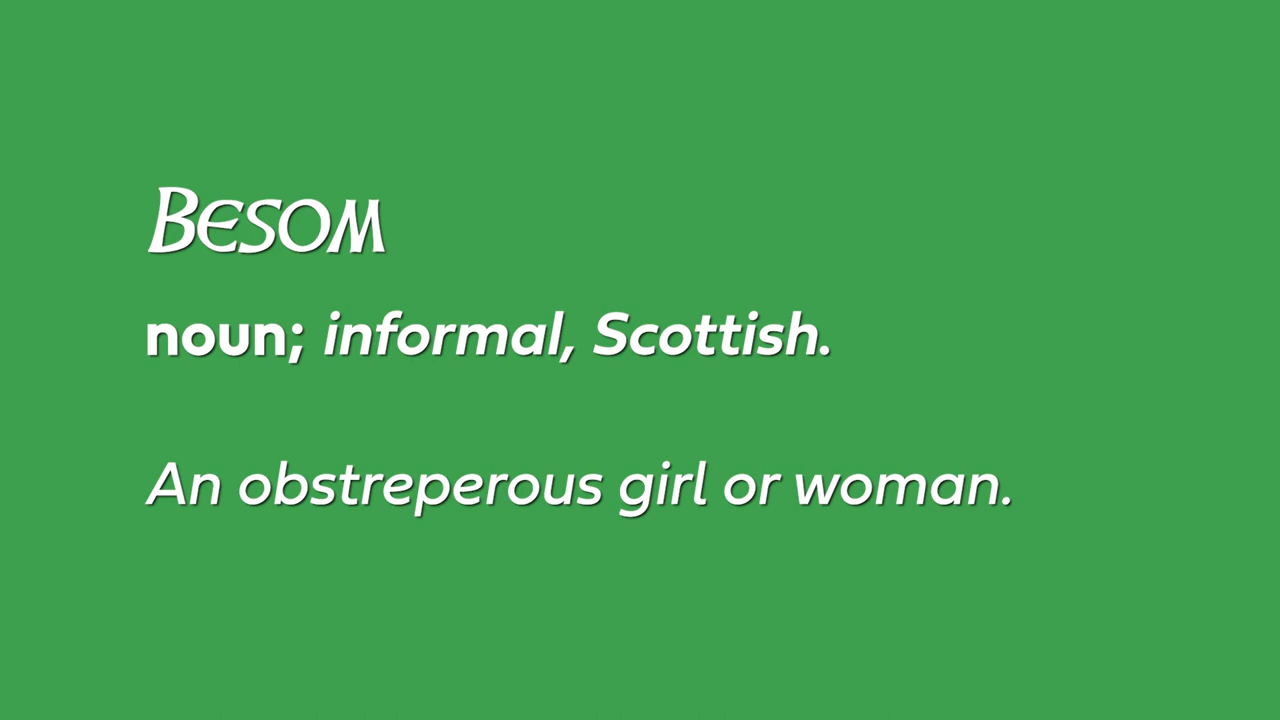 Besom
noun; informal, Scottish.
An obstreperous girl or woman.